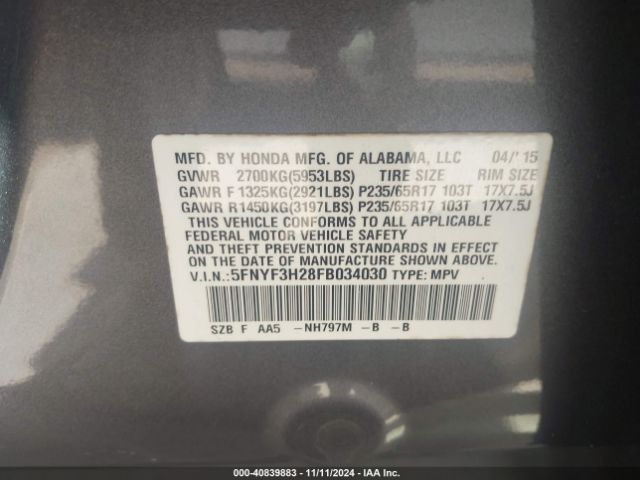 MFD. BY HONDA MFG. OF ALABAMA, LLC 04/'15
GVWR 2700KG(5953LBS) TIRE SIZE RIM SIZE
GAWR F 1325KG(2921LBS) P235/65R17 103T 17X7.5J
GAWR R1450KG(3197LBS) P235/65R17 103T 17X7.5J
THIS VEHICLE CONFORMS TO ALL APPLICABLE
FEDERAL MOTOR VEHICLE SAFETY
AND THEFT PREVENTION STANDARDS IN EFFECT
ON THE DATE OF MANUFACTURE SHOWN ABOVE.
V.I.N.:5FNYF3H28FB034030 TYPE: MPV
SZB F AA5 -NH797M -B -B
000-40839883 - 11/11/2024 - IAA Inc.